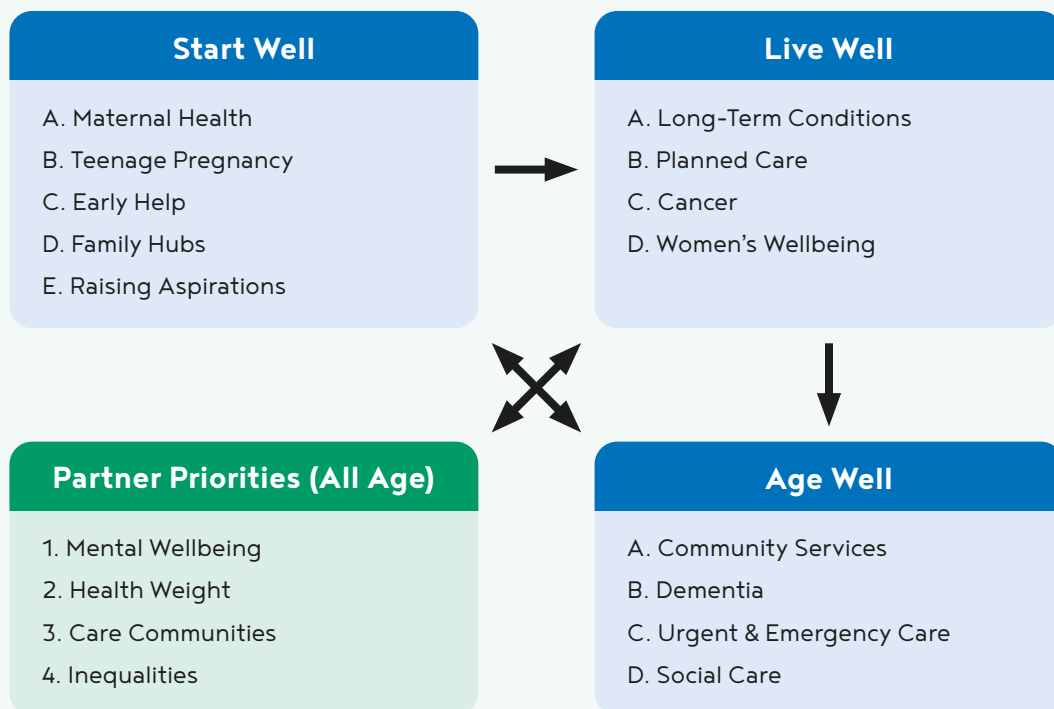 Start Well
A. Maternal Health
B. Teenage Pregnancy
C. Early Help
D. Family Hubs
E. Raising Aspirations
Live Well
A. Long-Term Conditions
B. Planned Care
C. Cancer
D. Women's Wellbeing
Partner Priorities (All Age)
1. Mental Wellbeing
2. Health Weight
3. Care Communities
4. Inequalities
Age Well
A. Community Services
B. Dementia
C. Urgent & Emergency Care
D. Social Care